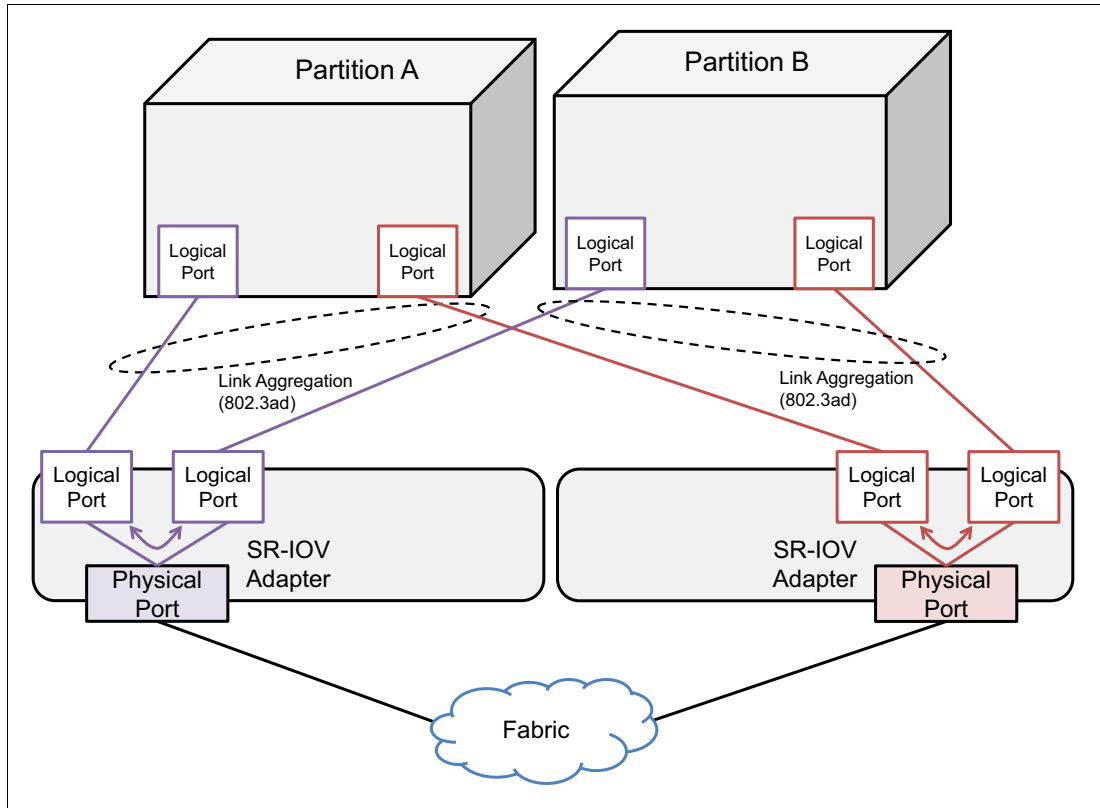 Partition A
Partition B
Logical
Port
Logical
Port
Logical
Port
Logical
Port
Link Aggregation
(802.3ad)
Link Aggregation
(802.3ad)
Logical
Port
Logical
Port
Logical
Port
Logical
Port
SR-IOV
Adapter
SR-IOV
Adapter
Physical
Port
Physical
Port
Fabric